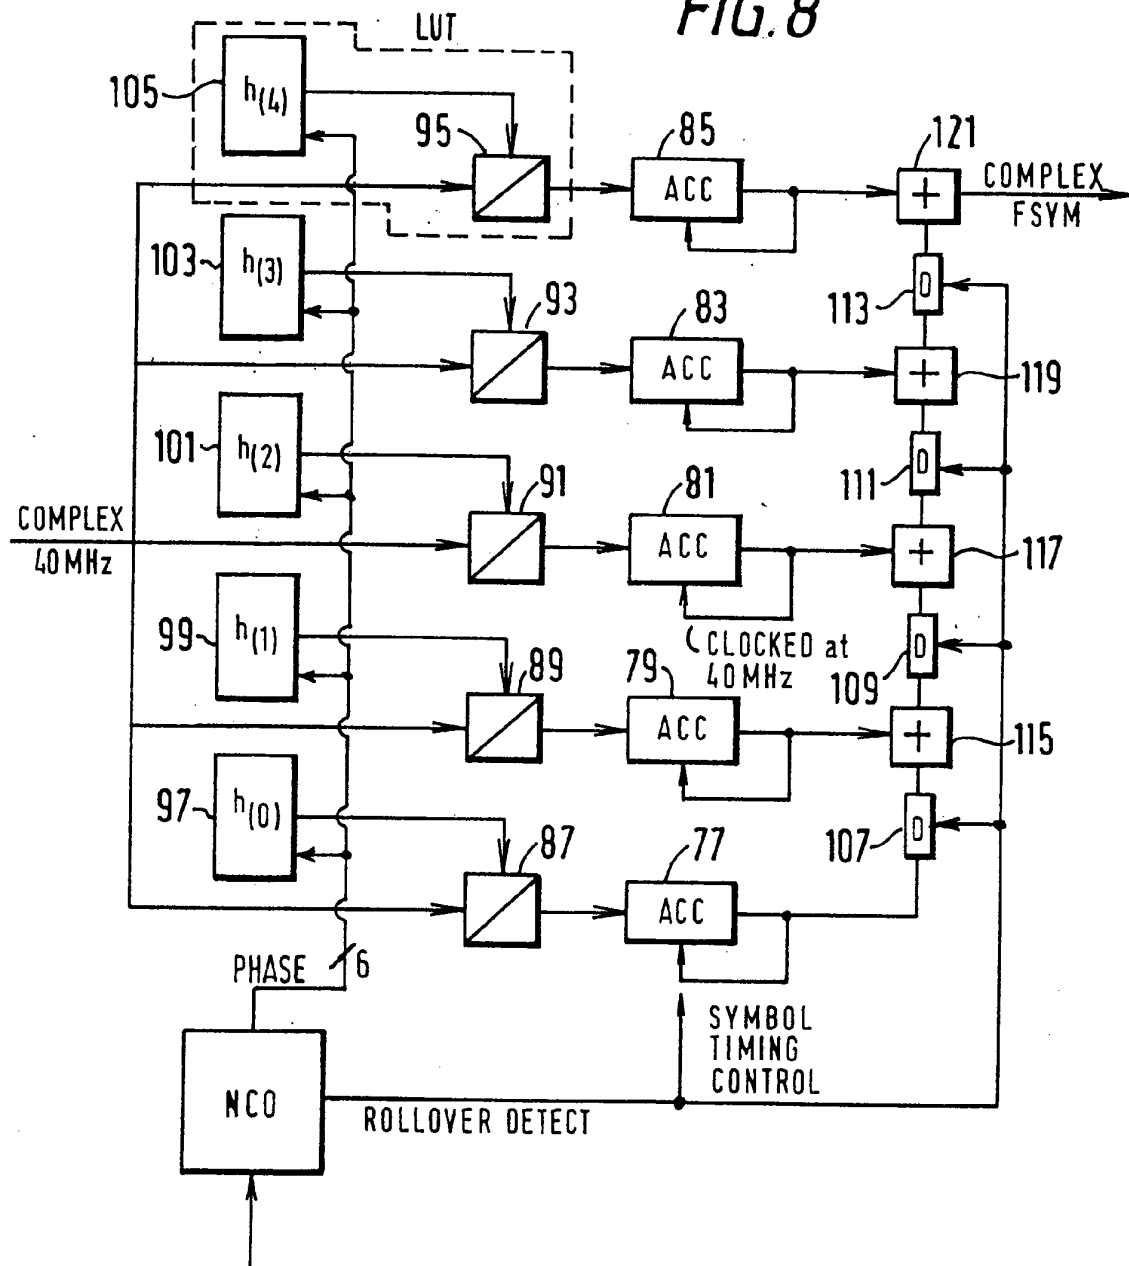 FIG. 8
LUT
105
h(4)
95
85
ACC
121
+
COMPLEX
FSYM
103
h(3)
93
83
ACC
113
D
+
119
101
h(2)
91
81
ACC
111
D
COMPLEX
40MHz
+
117
99
h(1)
89
CLOCKED at
40MHz
79
ACC
109
D
+
115
97
h(0)
87
77
ACC
107
D
PHASE
6
NCO
ROLLOVER DETECT
SYMBOL
TIMING
CONTROL